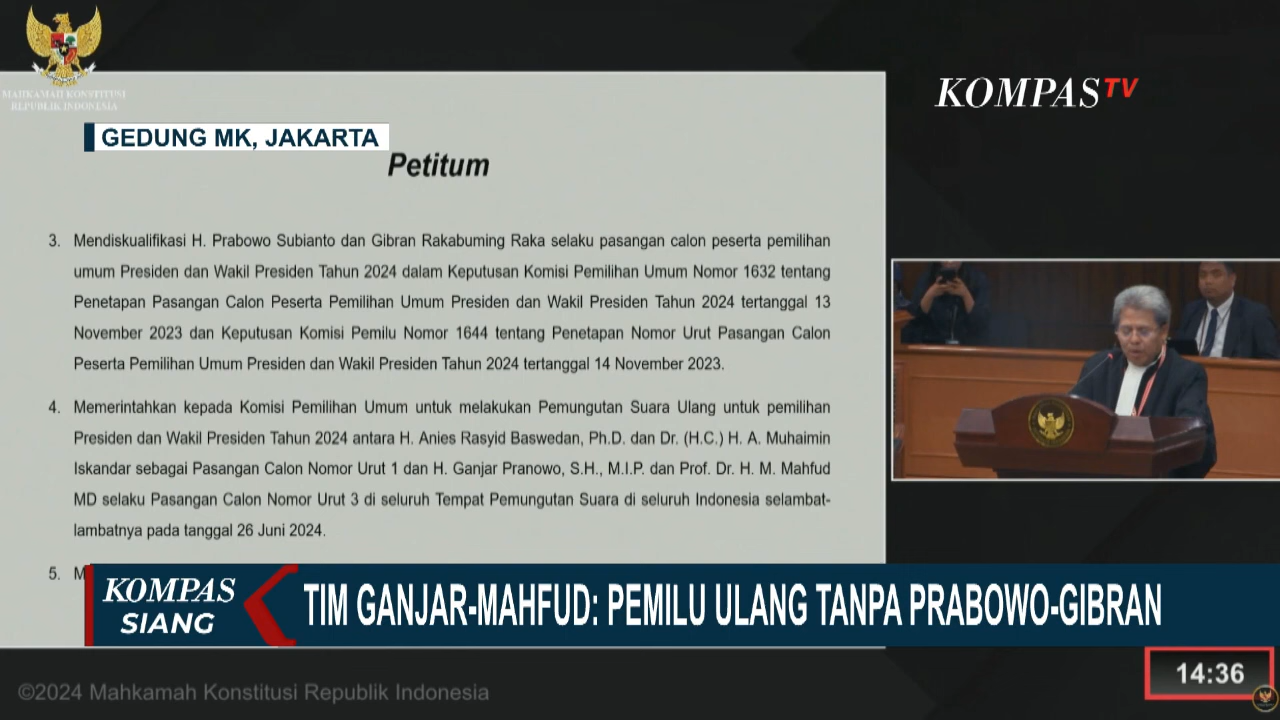 MAHKAMAH KONSTITUSI
REPUBLIK INDONESIA
KOMPAS TV
GEDUNG MK, JAKARTA
Petitum
3. Mendiskualifikasi H. Prabowo Subianto dan Gibran Rakabuming Raka selaku pasangan calon peserta pemilihan
umum Presiden dan Wakil Presiden Tahun 2024 dalam Keputusan Komisi Pemilihan Umum Nomor 1632 tentang
Penetapan Pasangan Calon Peserta Pemilihan Umum Presiden dan Wakil Presiden Tahun 2024 tertanggal 13
November 2023 dan Keputusan Komisi Pemilu Nomor 1644 tentang Penetapan Nomor Urut Pasangan Calon
Peserta Pemilihan Umum Presiden dan Wakil Presiden Tahun 2024 tertanggal 14 November 2023.
4. Memerintahkan kepada Komisi Pemilihan Umum untuk melakukan Pemungutan Suara Ulang untuk pemilihan
Presiden dan Wakil Presiden Tahun 2024 antara H. Anies Rasyid Baswedan, Ph.D. dan Dr. (H.C.) H. A. Muhaimin
Iskandar sebagai Pasangan Calon Nomor Urut 1 dan H. Ganjar Pranowo, S.H., M.I.P. dan Prof. Dr. H. M. Mahfud
MD selaku Pasangan Calon Nomor Urut 3 di seluruh Tempat Pemungutan Suara di seluruh Indonesia selambat-
lambatnya pada tanggal 26 Juni 2024.
5.
KOMPAS
SIANG
TIM GANJAR-MAHFUD: PEMILU ULANG TANPA PRABOWO-GIBRAN
14:36
©2024 Mahkamah Konstitusi Republik Indonesia